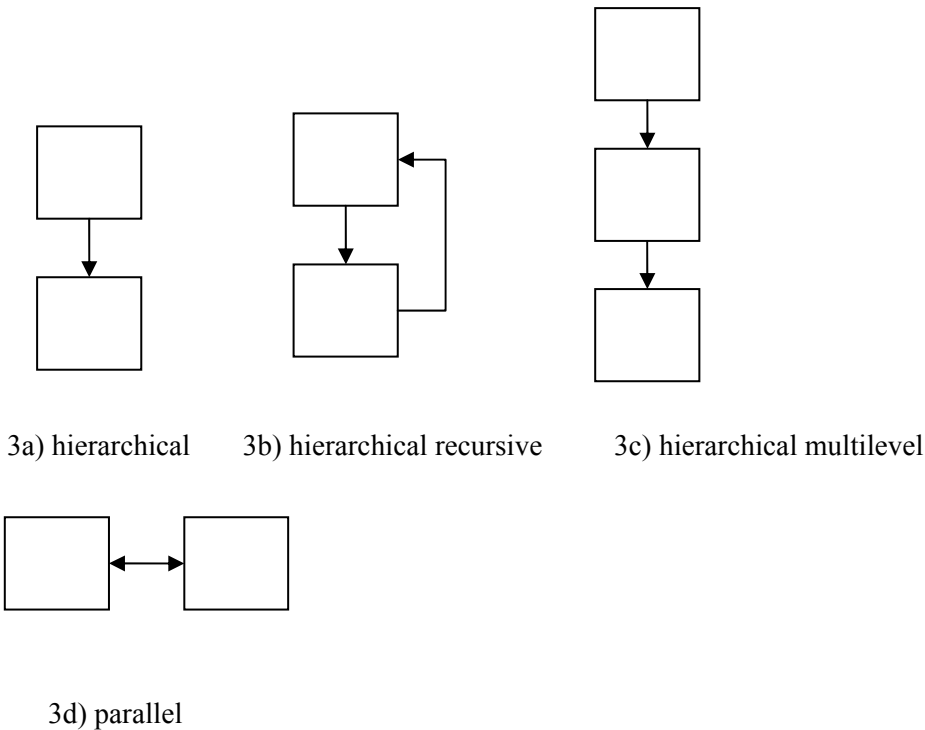 3a) hierarchical
3b) hierarchical recursive
3c) hierarchical multilevel
3d) parallel